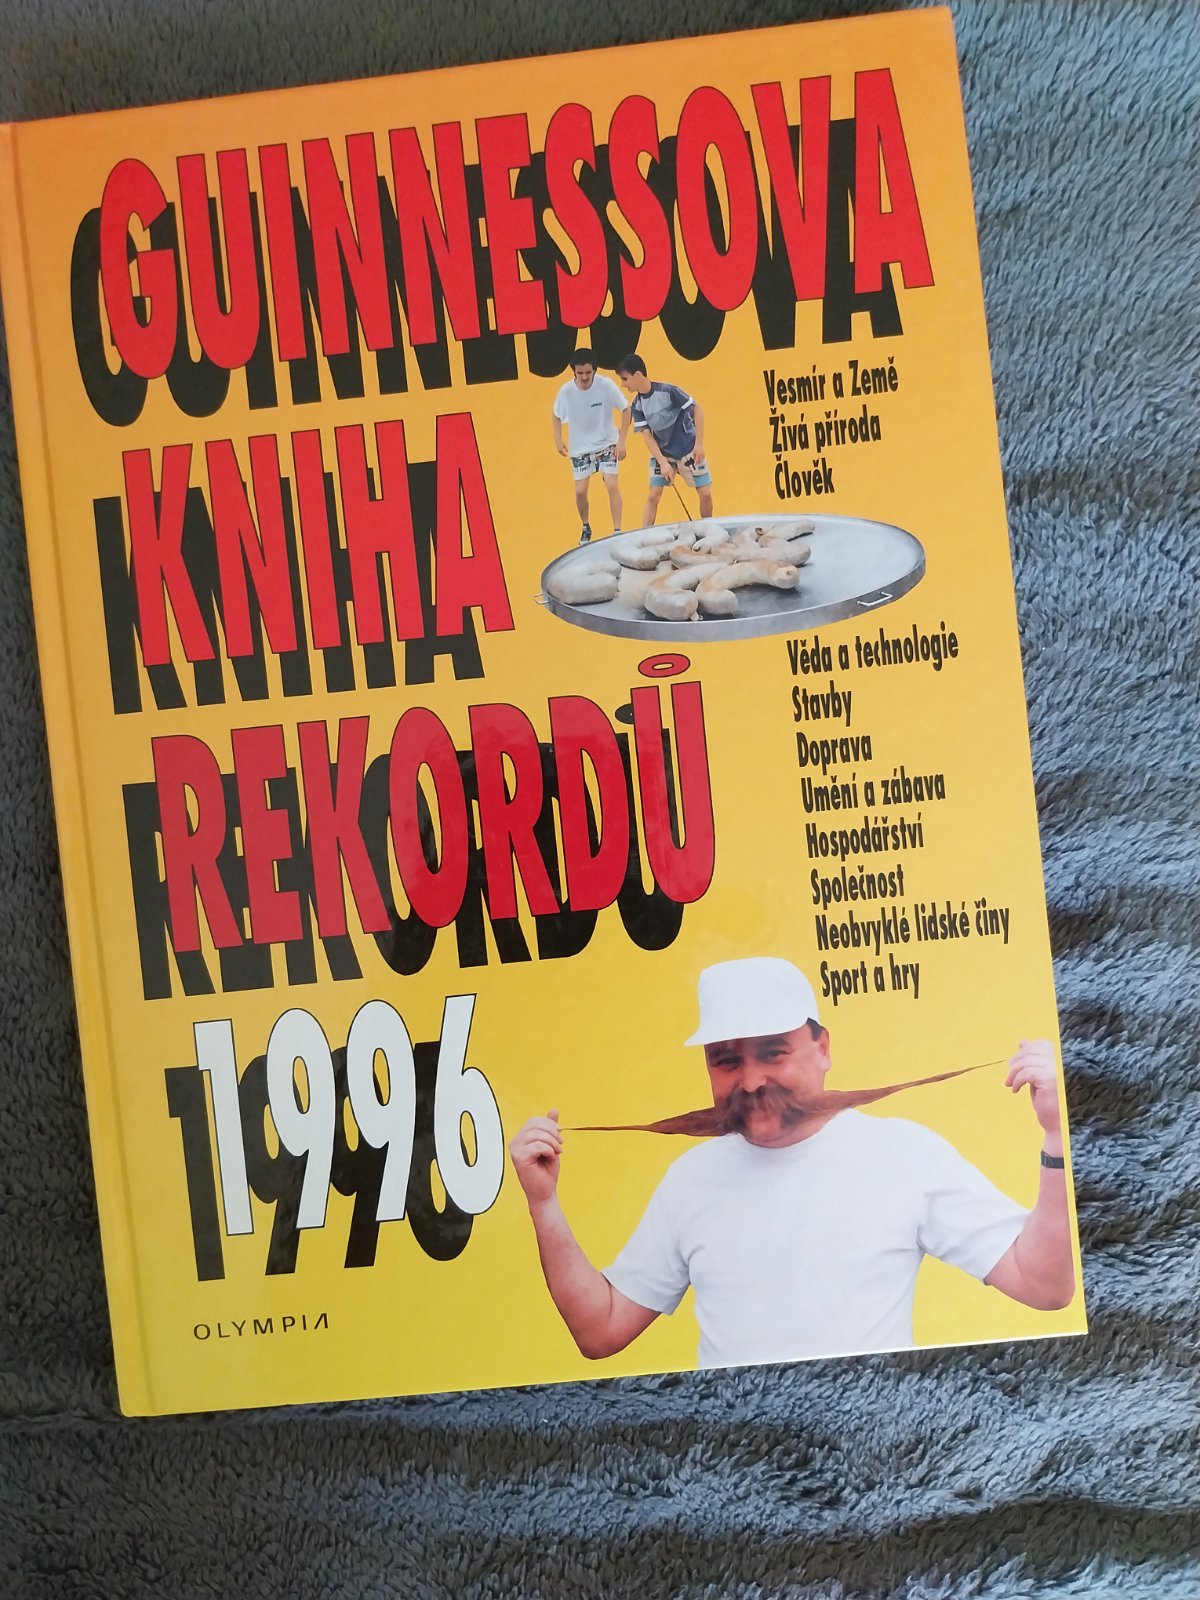 GUINNESSOVA
KNIHA
REKORDŮ
1996
Vesmír a Země
Živá příroda
Člověk
Věda a technologie
Stavby
Doprava
Umění a zábava
Hospodářství
Společnost
Neobvyklé lidské činy
Sport a hry
OLYMPIA